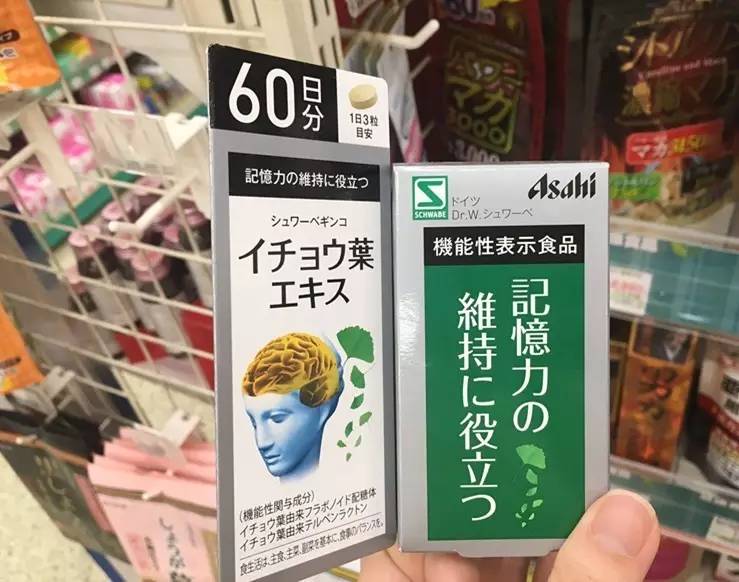 60日分
1日3粒
目安
記憶力の維持に役立つ
シュワーベギンコ
イチョウ葉
エキス
(機能性関与成分)
イチョウ葉由来フラボノイド配糖体
イチョウ葉由来テルペンラクトン
食生活は、主食、主菜、副菜を基本に、食事のバランスを。
SCHWABE
ドイツ
Dr.W.シュワーベ
Asahi
機能性表示食品
記憶力の
維持に役立つ
マカ
3000
マカ